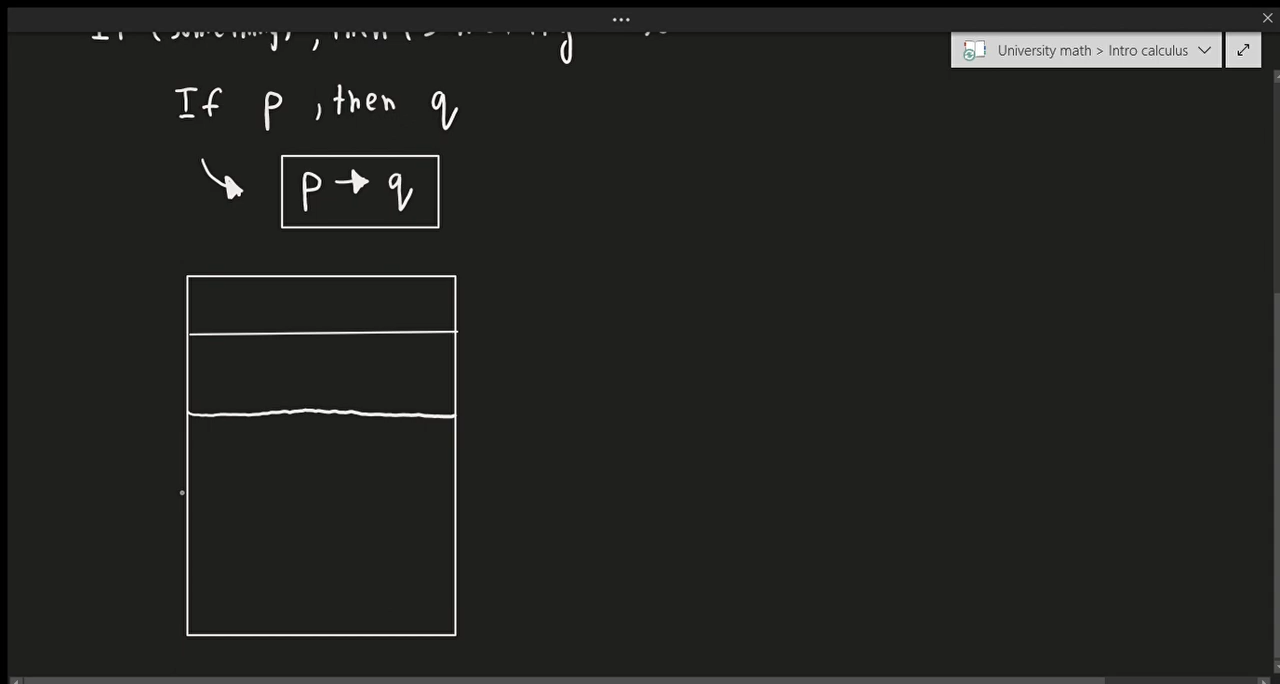 University math > Intro calculus
If p , then q
p → q